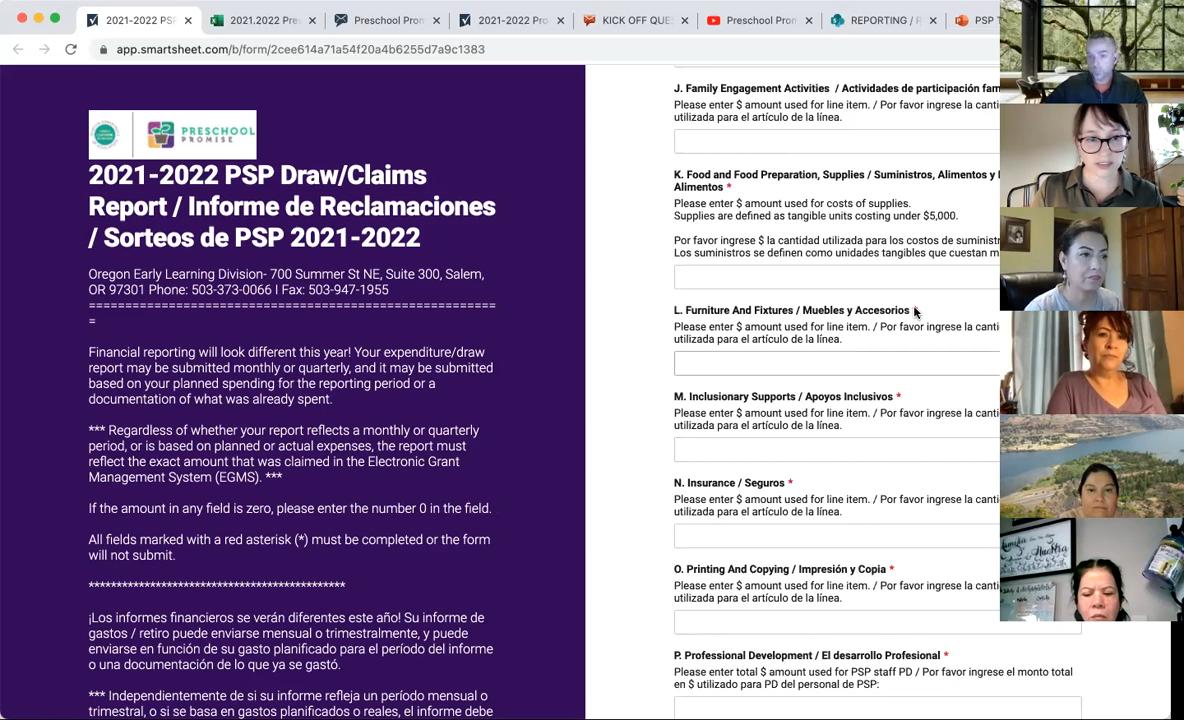 2021-2022 PSP
2021.2022 Pres
Preschool Pron
2021-2022 Pro
KICK OFF QUES
Preschool Prom
REPORTING / R
PSP T
app.smartsheet.com/b/form/2cee614a71a54f20a4b6255d7a9c1383
PRESCHOOL
PROMISE
2021-2022 PSP Draw/Claims
Report / Informe de Reclamaciones
/ Sorteos de PSP 2021-2022
Oregon Early Learning Division- 700 Summer St NE, Suite 300, Salem,
OR 97301 Phone: 503-373-0066 I Fax: 503-947-1955
=======================================================
=
Financial reporting will look different this year! Your expenditure/draw
report may be submitted monthly or quarterly, and it may be submitted
based on your planned spending for the reporting period or a
documentation of what was already spent.
*** Regardless of whether your report reflects a monthly or quarterly
period, or is based on planned or actual expenses, the report must
reflect the exact amount that was claimed in the Electronic Grant
Management System (EGMS). ***
If the amount in any field is zero, please enter the number 0 in the field.
All fields marked with a red asterisk (*) must be completed or the form
will not submit.
**********************************************
¡Los informes financieros se verán diferentes este año! Su informe de
gastos / retiro puede enviarse mensual o trimestralmente, y puede
enviarse en función de su gasto planificado para el período del informe
o una documentación de lo que ya se gastó.
*** Independientemente de si su informe refleja un período mensual o
trimestral, o si se basa en gastos planificados o reales, el informe debe
J. Family Engagement Activities / Actividades de participación fam
Please enter $ amount used for line item. / Por favor ingrese la canti
utilizada para el artículo de la línea.
K. Food and Food Preparation, Supplies / Suministros, Alimentos y
Alimentos *
Please enter $ amount used for costs of supplies.
Supplies are defined as tangible units costing under $5,000.
Por favor ingrese $ la cantidad utilizada para los costos de suminist
Los suministros se definen como unidades tangibles que cuestan m
L. Furniture And Fixtures / Muebles y Accesorios *
Please enter $ amount used for line item. / Por favor ingrese la canti
utilizada para el artículo de la línea.
M. Inclusionary Supports / Apoyos Inclusivos *
Please enter $ amount used for line item. / Por favor ingrese la canti
utilizada para el artículo de la línea.
N. Insurance / Seguros *
Please enter $ amount used for line item. / Por favor ingrese la canti
utilizada para el artículo de la línea.
O. Printing And Copying / Impresión y Copia *
Please enter $ amount used for line item. / Por favor ingrese la canti
utilizada para el artículo de la línea.
P. Professional Development / El desarrollo Profesional *
Please enter total $ amount used for PSP staff PD / Por favor ingrese el monto total
en $ utilizado para PD del personal de PSP: